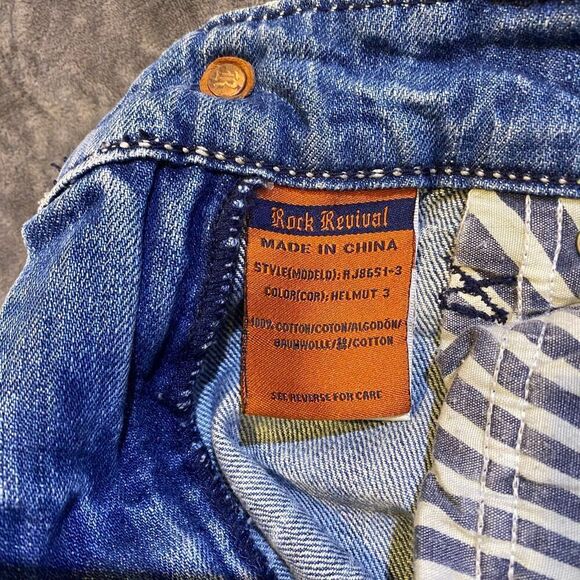 Rock Revival
MADE IN CHINA
STYLE(MODELO): RJ8651-3
COLOR(COR): HELMUT 3
100% COTTON/COTON/ALGODÓN/
BAUMWOLLE/棉/COTTON
SEE REVERSE FOR CARE